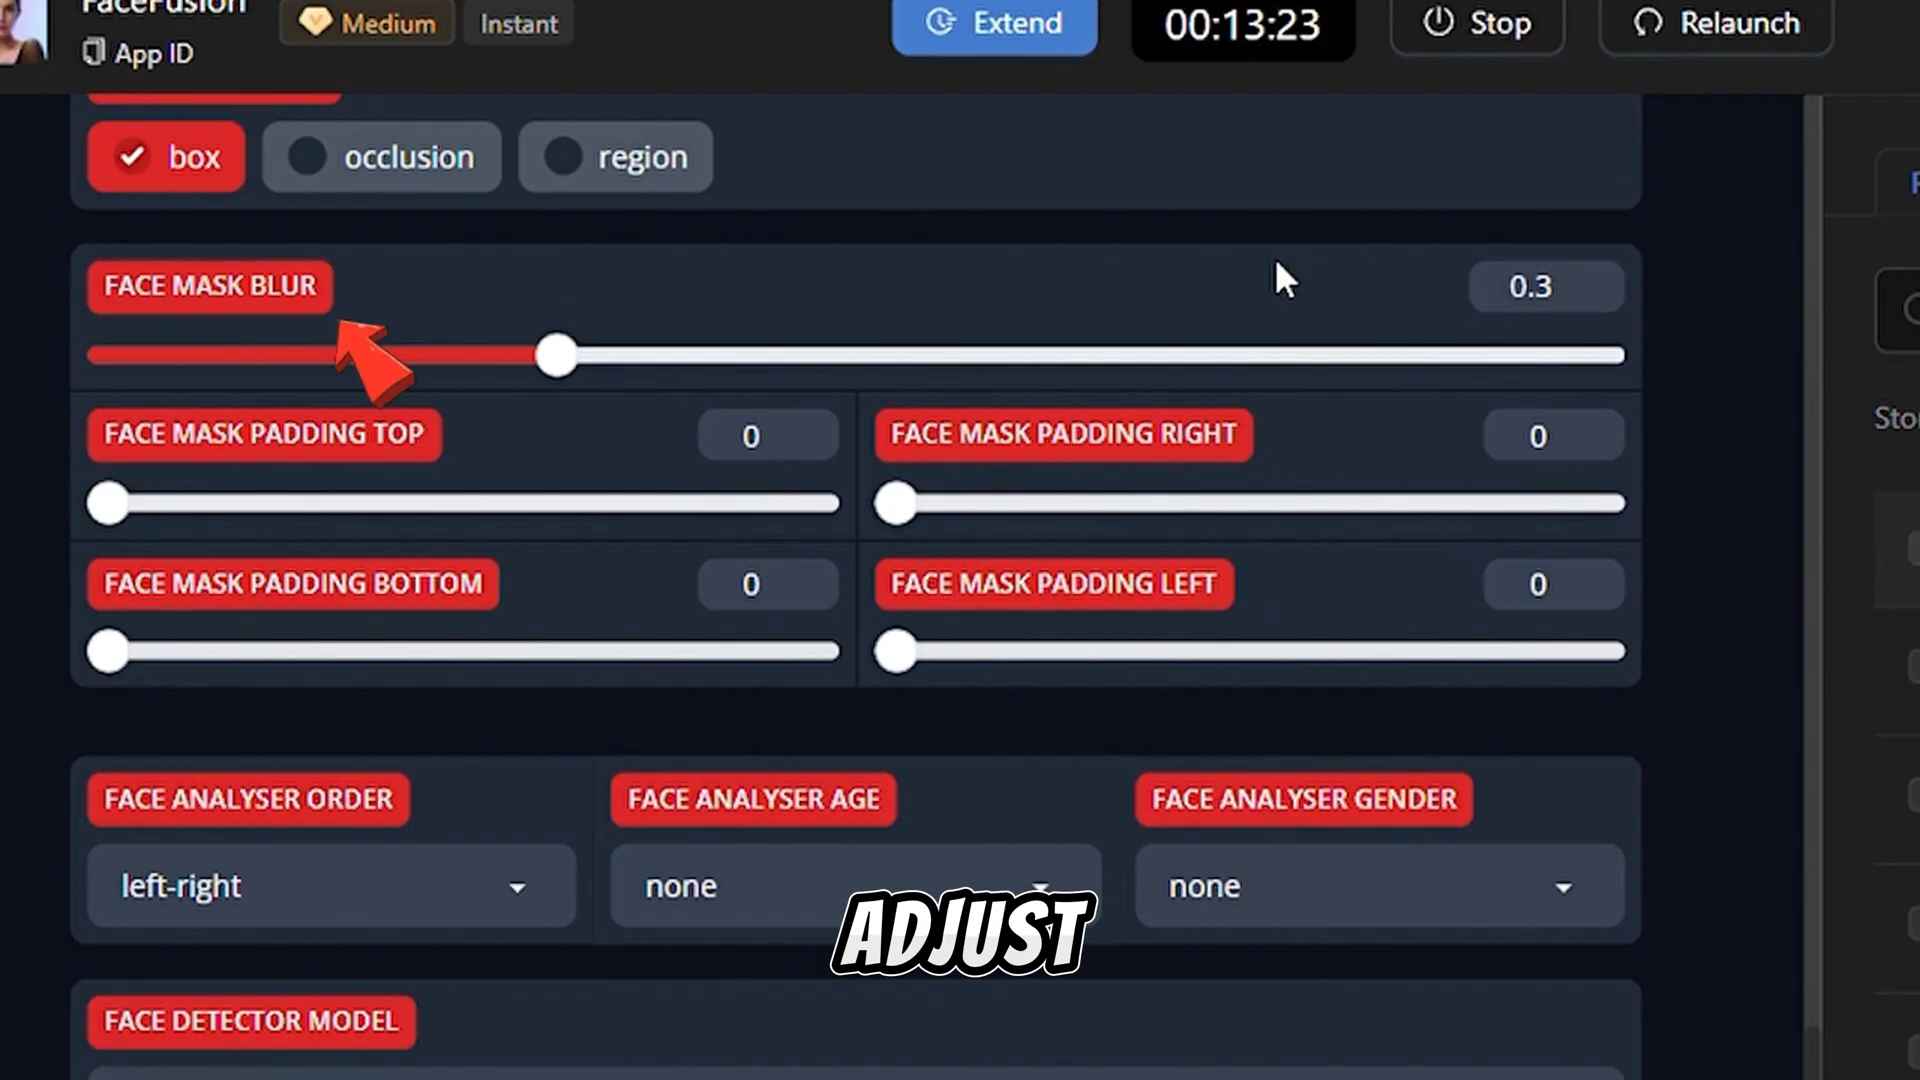 FaceFusion
App ID
Medium
Instant
Extend
00:13:23
Stop
Relaunch
box
occlusion
region
FACE MASK BLUR
0.3
FACE MASK PADDING TOP
0
FACE MASK PADDING RIGHT
0
FACE MASK PADDING BOTTOM
0
FACE MASK PADDING LEFT
0
FACE ANALYSER ORDER
left-right
FACE ANALYSER AGE
none
FACE ANALYSER GENDER
none
ADJUST
FACE DETECTOR MODEL